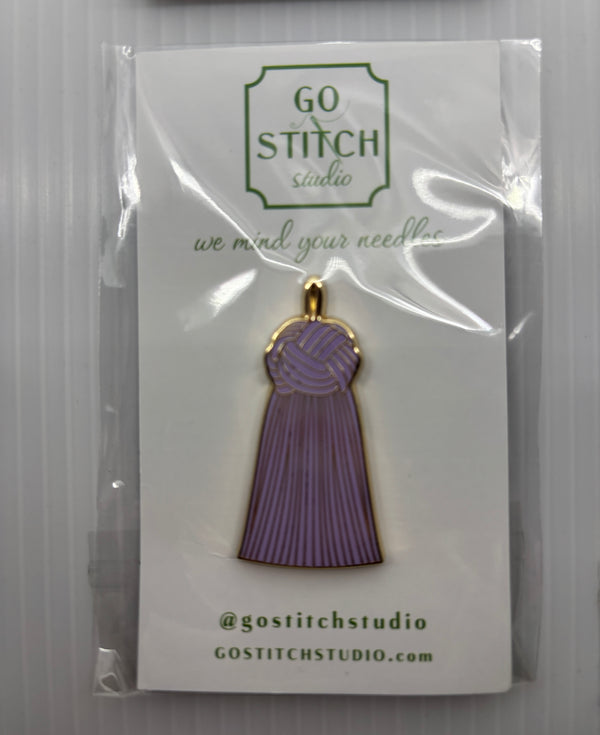 GO
STITCH
studio
we mind your needles
@gostitchstudio
GOSTITCHSTUDIO.com